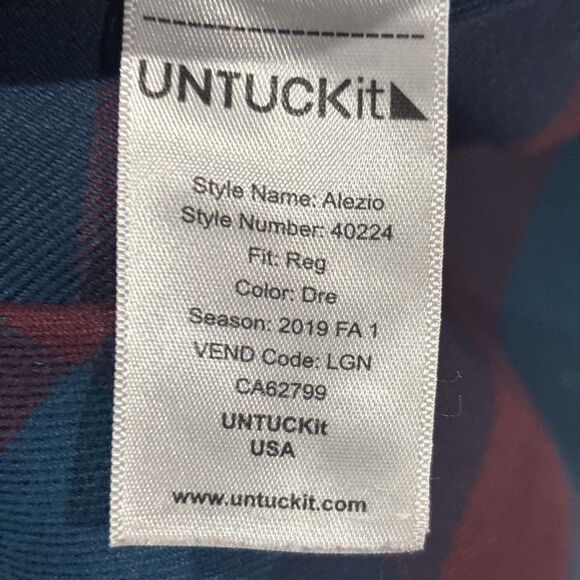 UNTUCKit
Style Name: Alezio
Style Number: 40224
Fit: Reg
Color: Dre
Season: 2019 FA 1
VEND Code: LGN
CA62799
UNTUCKit
USA
www.untuckit.com